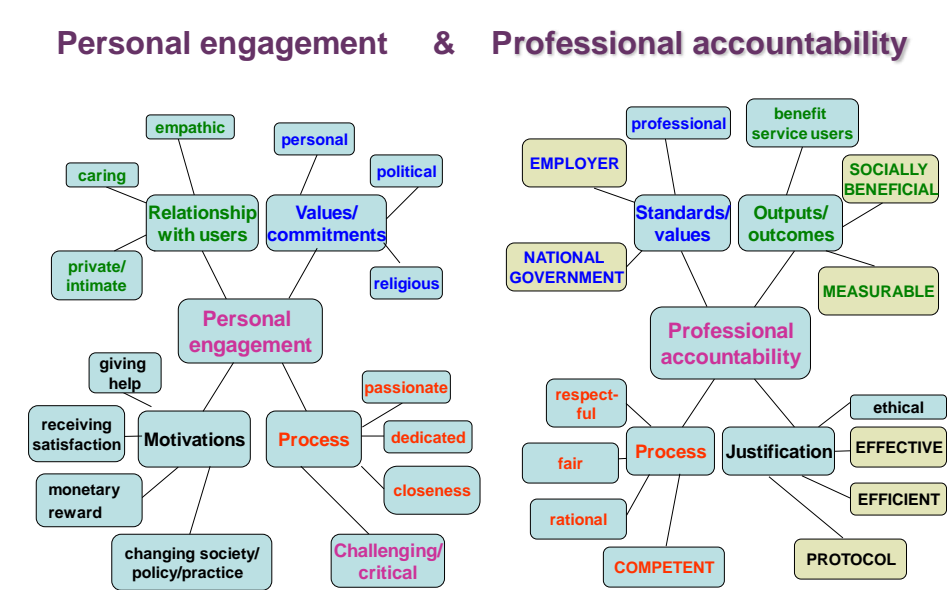 Personal engagement & Professional accountability
empathic
personal
caring
political
Relationship
with users
Values/
commitments
private/
intimate
religious
Personal
engagement
giving
help
passionate
receiving
satisfaction
Motivations
Process
dedicated
monetary
reward
closeness
changing society/
policy/practice
Challenging/
critical
professional
benefit
service users
EMPLOYER
SOCIALLY
BENEFICIAL
Standards/
values
Outputs/
outcomes
NATIONAL
GOVERNMENT
MEASURABLE
Professional
accountability
respect-
ful
ethical
fair
Process
Justification
EFFECTIVE
rational
EFFICIENT
COMPETENT
PROTOCOL